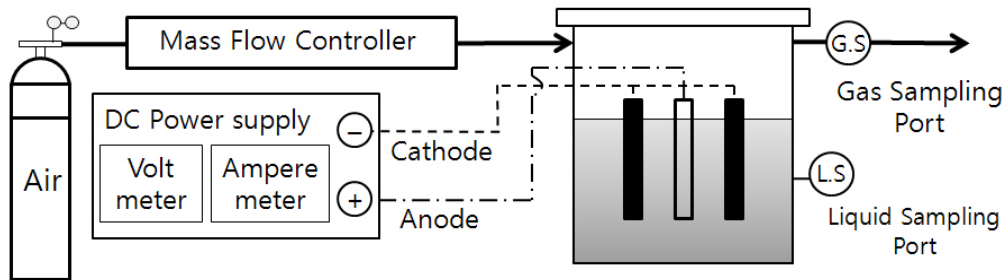 Mass Flow Controller
G.S
Gas Sampling
Port
DC Power supply
−
Cathode
Volt
meter
Ampere
meter
+
Anode
Air
L.S
Liquid Sampling
Port